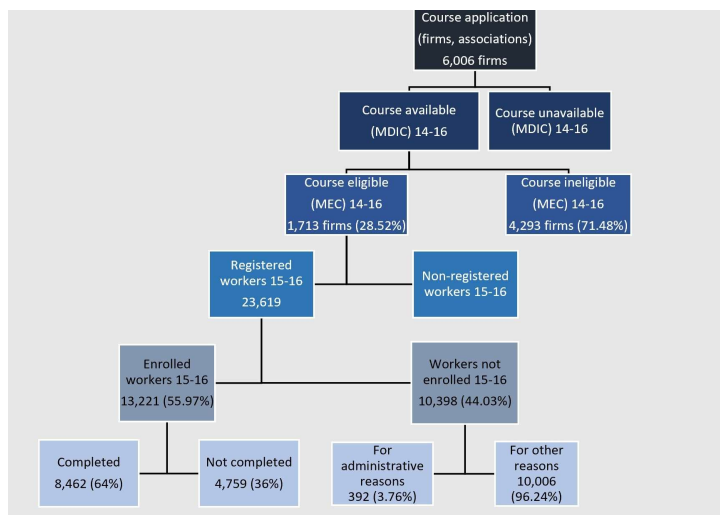 Course application
(firms, associations)
6,006 firms
Course available
(MDIC) 14-16
Course unavailable
(MDIC) 14-16
Course eligible
(MEC) 14-16
1,713 firms (28.52%)
Course ineligible
(MEC) 14-16
4,293 firms (71.48%)
Registered
workers 15-16
23,619
Non-registered
workers 15-16
Enrolled
workers 15-16
13,221 (55.97%)
Workers not
enrolled 15-16
10,398 (44.03%)
Completed
8,462 (64%)
Not completed
4,759 (36%)
For
administrative
reasons
392 (3.76%)
For other
reasons
10,006
(96.24%)